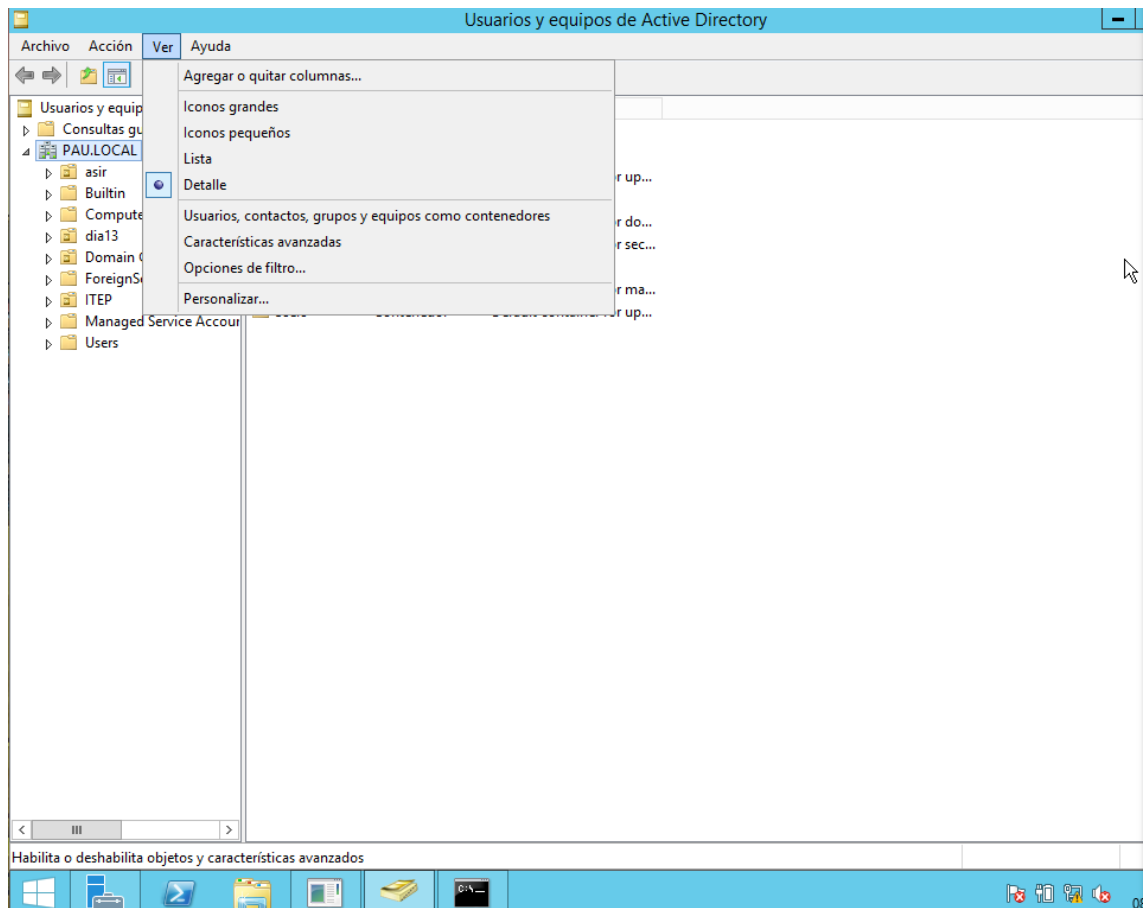 Usuarios y equipos de Active Directory
Archivo Acción Ver Ayuda
Agregar o quitar columnas...
Iconos grandes
Iconos pequeños
Lista
Detalle
Usuarios, contactos, grupos y equipos como contenedores
Características avanzadas
Opciones de filtro...
Personalizar...
Usuarios y equip
Consultas gu
PAU.LOCAL
asir
Builtin
Compute
dia13
Domain
ForeignS
ITEP
Managed Service Accour
Users
r up...
r do...
r sec...
r ma...
r up...
Habilita o deshabilita objetos y características avanzados
C:\_